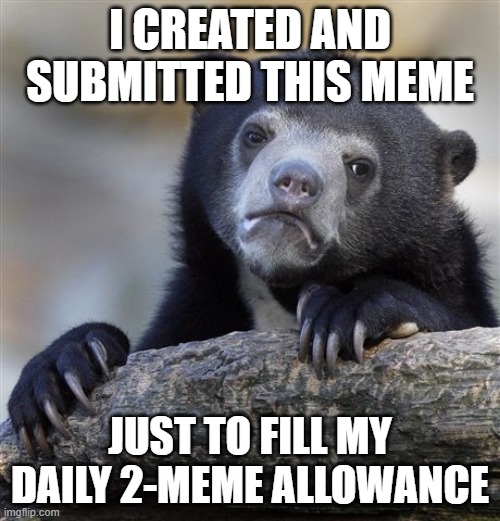 I CREATED AND
SUBMITTED THIS MEME
JUST TO FILL MY
DAILY 2-MEME ALLOWANCE
imgflip.com